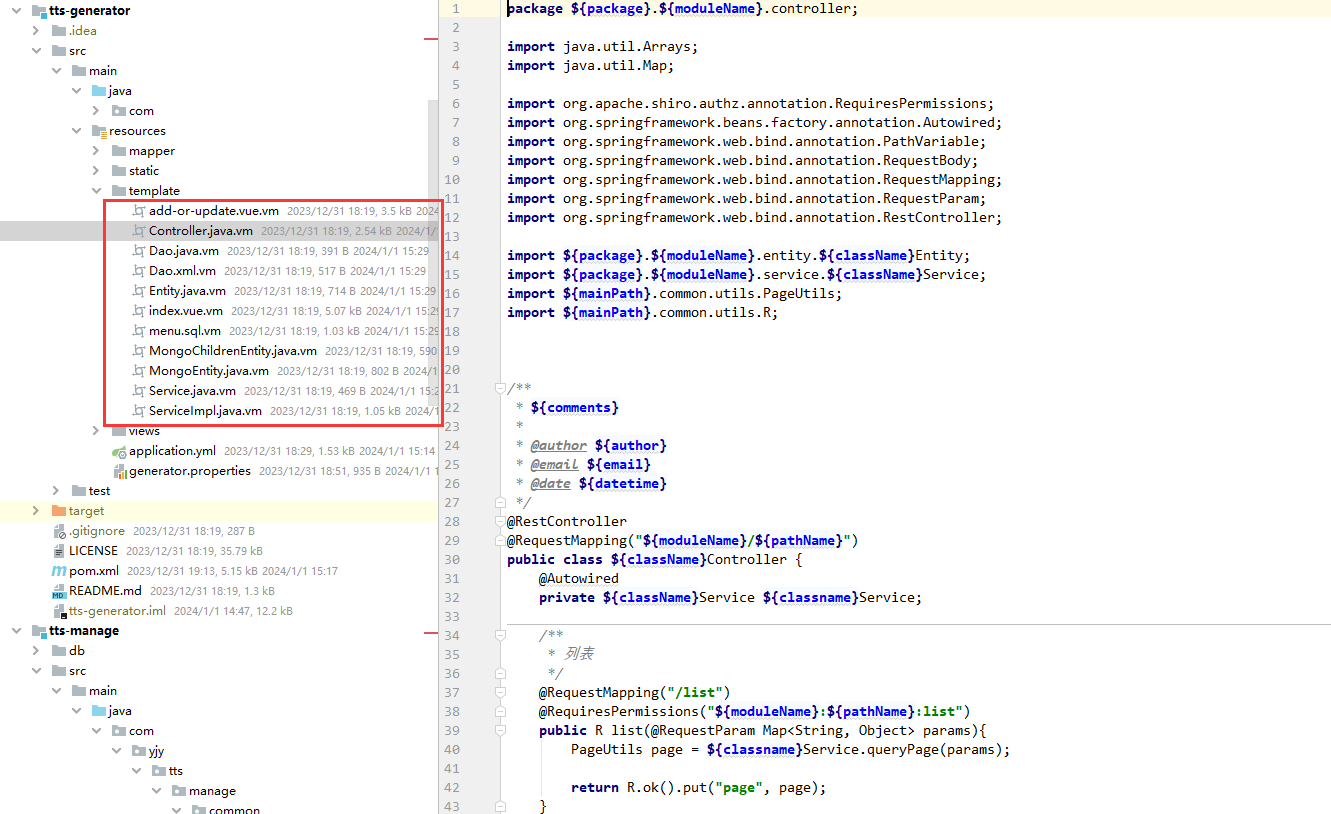 tts-generator
.idea
src
main
java
com
resources
mapper
static
template
add-or-update.vue.vm 2023/12/31 18:19, 3.5 kB 2024
Controller.java.vm 2023/12/31 18:19, 2.54 kB 2024/1/
Dao.java.vm 2023/12/31 18:19, 391 B 2024/1/1 15:29
Dao.xml.vm 2023/12/31 18:19, 517 B 2024/1/1 15:29
Entity.java.vm 2023/12/31 18:19, 714 B 2024/1/1 15:29
index.vue.vm 2023/12/31 18:19, 5.07 kB 2024/1/1 15:29
menu.sql.vm 2023/12/31 18:19, 1.03 kB 2024/1/1 15:29
MongoChildrenEntity.java.vm 2023/12/31 18:19, 590
MongoEntity.java.vm 2023/12/31 18:19, 802 B 2024/1
Service.java.vm 2023/12/31 18:19, 469 B 2024/1/1 15:2
ServiceImpl.java.vm 2023/12/31 18:19, 1.05 kB 2024/1
views
application.yml 2023/12/31 18:29, 1.53 kB 2024/1/1 15:14
generator.properties 2023/12/31 18:51, 935 B 2024/1/1 1
test
target
.gitignore 2023/12/31 18:19, 287 B
LICENSE 2023/12/31 18:19, 35.79 kB
pom.xml 2023/12/31 19:13, 5.15 kB 2024/1/1 15:17
README.md 2023/12/31 18:19, 1.3 kB
tts-generator.iml 2024/1/1 14:47, 12.2 kB
tts-manage
db
src
main
java
com
yjy
tts
manage
common
1 package ${package}.${moduleName}.controller;
2
3 import java.util.Arrays;
4 import java.util.Map;
5
6 import org.apache.shiro.authz.annotation.RequiresPermissions;
7 import org.springframework.beans.factory.annotation.Autowired;
8 import org.springframework.web.bind.annotation.PathVariable;
9 import org.springframework.web.bind.annotation.RequestBody;
10 import org.springframework.web.bind.annotation.RequestMapping;
11 import org.springframework.web.bind.annotation.RequestParam;
12 import org.springframework.web.bind.annotation.RestController;
13
14 import ${package}.${moduleName}.entity.${className}Entity;
15 import ${package}.${moduleName}.service.${className}Service;
16 import ${mainPath}.common.utils.PageUtils;
17 import ${mainPath}.common.utils.R;
18
19
20
21 /**
22 * ${comments}
23 *
24 * @author ${author}
25 * @email ${email}
26 * @date ${datetime}
27 */
28 @RestController
29 @RequestMapping("${moduleName}/${pathName}")
30 public class ${className}Controller {
31 @Autowired
32 private ${className}Service ${classname}Service;
33
34 /**
35 * 列表
36 */
37 @RequestMapping("/list")
38 @RequiresPermissions("${moduleName}:${pathName}:list")
39 public R list(@RequestParam Map<String, Object> params){
40 PageUtils page = ${classname}Service.queryPage(params);
41
42 return R.ok().put("page", page);
43 }